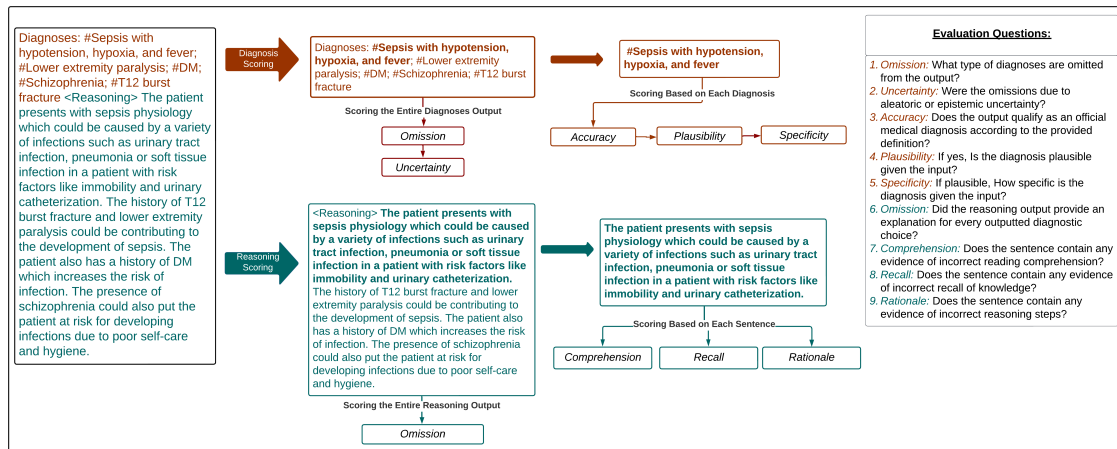 Diagnoses: #Sepsis with
hypotension, hypoxia, and fever;
#Lower extremity paralysis; #DM;
#Schizophrenia; #T12 burst
fracture <Reasoning> The patient
presents with sepsis physiology
which could be caused by a variety
of infections such as urinary tract
infection, pneumonia or soft tissue
infection in a patient with risk
factors like immobility and urinary
catheterization. The history of T12
burst fracture and lower extremity
paralysis could be contributing to
the development of sepsis. The
patient also has a history of DM
which increases the risk of
infection. The presence of
schizophrenia could also put the
patient at risk for developing
infections due to poor self-care
and hygiene.
Diagnosis
Scoring
Diagnoses: #Sepsis with hypotension,
hypoxia, and fever; #Lower extremity
paralysis; #DM; #Schizophrenia; #T12 burst
fracture
Scoring the Entire Diagnoses Output
Omission
Uncertainty
#Sepsis with hypotension,
hypoxia, and fever
Scoring Based on Each Diagnosis
Accuracy
Plausibility
Specificity
Reasoning
Scoring
<Reasoning> The patient presents with
sepsis physiology which could be caused
by a variety of infections such as urinary
tract infection, pneumonia or soft tissue
infection in a patient with risk factors like
immobility and urinary catheterization.
The history of T12 burst fracture and lower
extremity paralysis could be contributing to
the development of sepsis. The patient also
has a history of DM which increases the risk
of infection. The presence of schizophrenia
could also put the patient at risk for
developing infections due to poor self-care
and hygiene.
Scoring the Entire Reasoning Output
Omission
The patient presents with sepsis
physiology which could be caused by a
variety of infections such as urinary tract
infection, pneumonia or soft tissue
infection in a patient with risk factors like
immobility and urinary catheterization.
Scoring Based on Each Sentence
Comprehension
Recall
Rationale
Evaluation Questions:
1. Omission: What type of diagnoses are omitted
from the output?
2. Uncertainty: Were the omissions due to
aleatoric or epistemic uncertainty?
3. Accuracy: Does the output qualify as an official
medical diagnosis according to the provided
definition?
4. Plausibility: If yes, Is the diagnosis plausible
given the input?
5. Specificity: If plausible, How specific is the
diagnosis given the input?
6. Omission: Did the reasoning output provide an
explanation for every outputted diagnostic
choice?
7. Comprehension: Does the sentence contain any
evidence of incorrect reading comprehension?
8. Recall: Does the sentence contain any evidence
of incorrect recall of knowledge?
9. Rationale: Does the sentence contain any
evidence of incorrect reasoning steps?